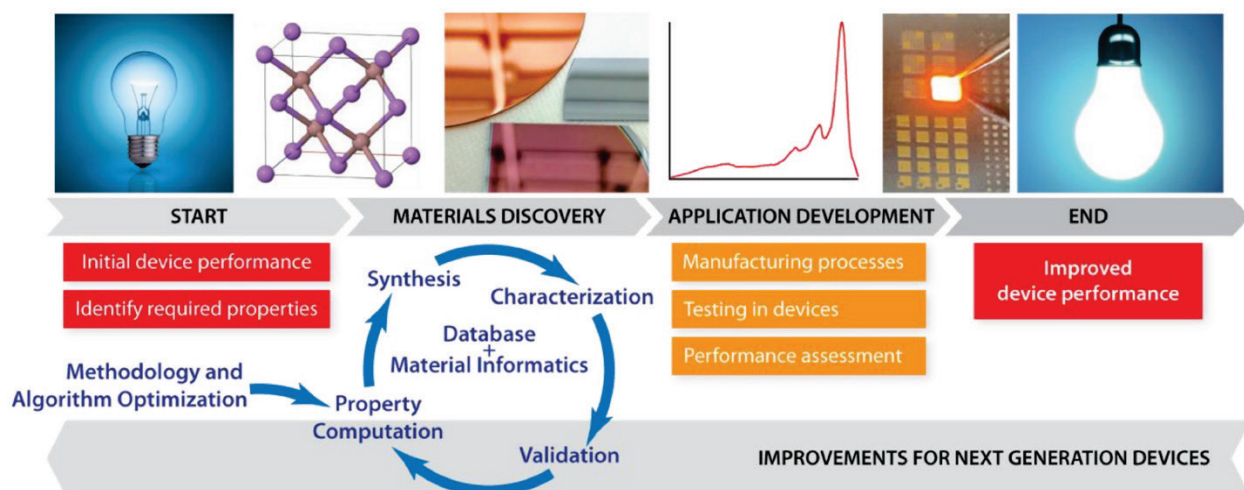 START
MATERIALS DISCOVERY
APPLICATION DEVELOPMENT
END
Initial device performance
Identify required properties
Synthesis
Characterization
Database
+
Material Informatics
Methodology and
Algorithm Optimization
Property
Computation
Validation
Manufacturing processes
Testing in devices
Performance assessment
Improved
device performance
IMPROVEMENTS FOR NEXT GENERATION DEVICES